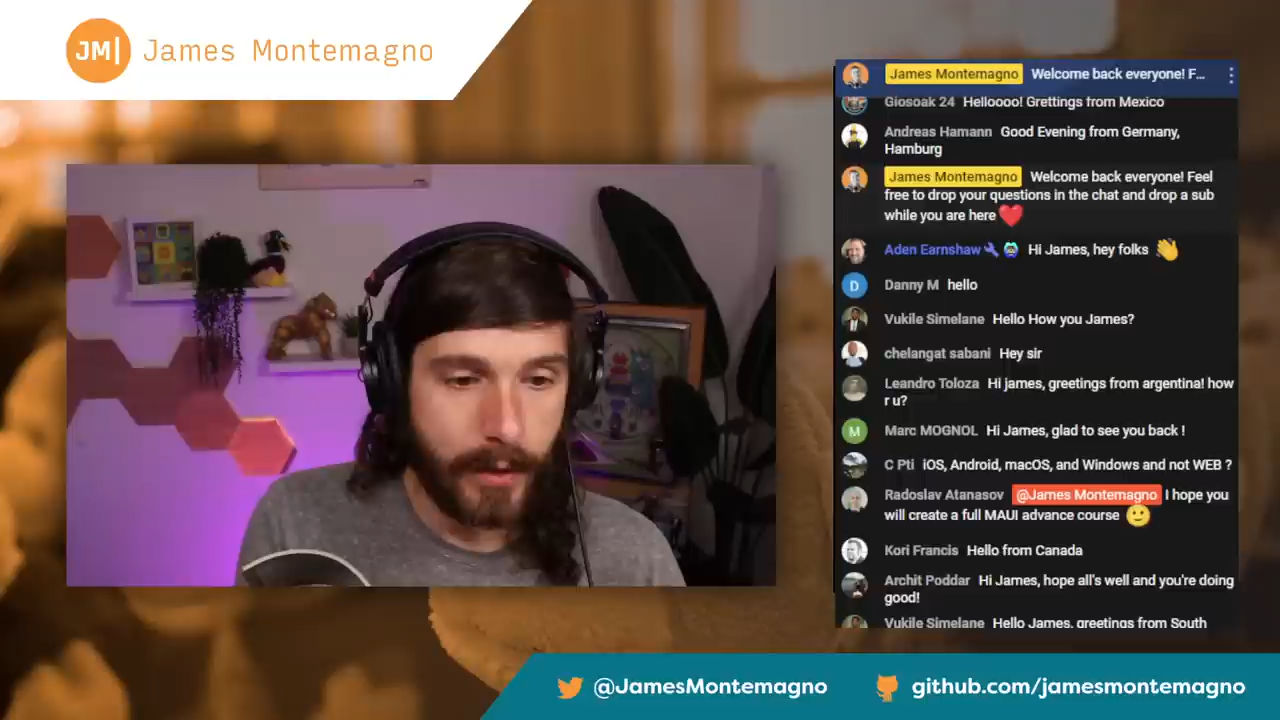 JM| James Montemagno
James Montemagno Welcome back everyone! F...
Giosoak 24 Helloooo! Grettings from Mexico
Andreas Hamann Good Evening from Germany,
Hamburg
James Montemagno Welcome back everyone! Feel
free to drop your questions in the chat and drop a sub
while you are here ❤️
Aden Earnshaw Hi James, hey folks 👋
D Danny M hello
Vukile Simelane Hello How you James?
chelangat sabani Hey sir
Leandro Toloza Hi james, greetings from argentina! how
r u?
M Marc MOGNOL Hi James, glad to see you back !
C Pti iOS, Android, macOS, and Windows and not WEB ?
Radoslav Atanasov @James Montemagno I hope you
will create a full MAUI advance course 🙂
Kori Francis Hello from Canada
Archit Poddar Hi James, hope all's well and you're doing
good!
Vukile Simelane Hello James, greetings from South
@JamesMontemagno
github.com/jamesmontemagno